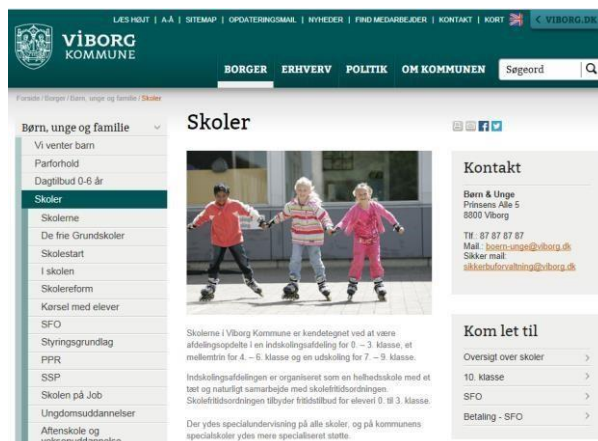 LÆS HØJT | A-Å | SITEMAP | OPDATERINGSMAIL | NYHEDER | FIND MEDARBEJDER | KONTAKT | KORT
< VIBORG.DK
VIBORG
KOMMUNE
BORGER ERHVERV POLITIK OM KOMMUNEN
Søgeord
Forside / Borger / Børn, unge og familie / Skoler
Børn, unge og familie
Vi venter barn
Parforhold
Dagtilbud 0-6 år
Skoler
Skolerne
De frie Grundskoler
Skolestart
I skolen
Skolereform
Kørsel med elever
SFO
Styringsgrundlag
PPR
SSP
Skolen på Job
Ungdomsuddannelser
Aftenskole og
voksenuddannelse
Skoler
Skolerne i Viborg Kommune er kendetegnet ved at være
afdelingsopdelte i en indskolingsafdeling for 0. – 3. klasse, et
mellemtrin for 4. – 6. klasse og en udskoling for 7. – 9. klasse.
Indskolingsafdelingen er organiseret som en helhedsskole med et
tæt og naturligt samarbejde med skolefritidsordningen.
Skolefritidsordningen tilbyder fritidstilbud for eleveri 0. til 3. klasse.
Der ydes specialundervisning på alle skoler, og på kommunens
specialskoler ydes mere specialiseret støtte.
Kontakt
Børn & Unge
Prinsens Alle 5
8800 Viborg
Tlf.: 87 87 87 87
Mail.: boern-unge@viborg.dk
Sikker mail:
sikkerbuforvaltning@viborg.dk
Kom let til
Oversigt over skoler
10. klasse
SFO
Betaling - SFO